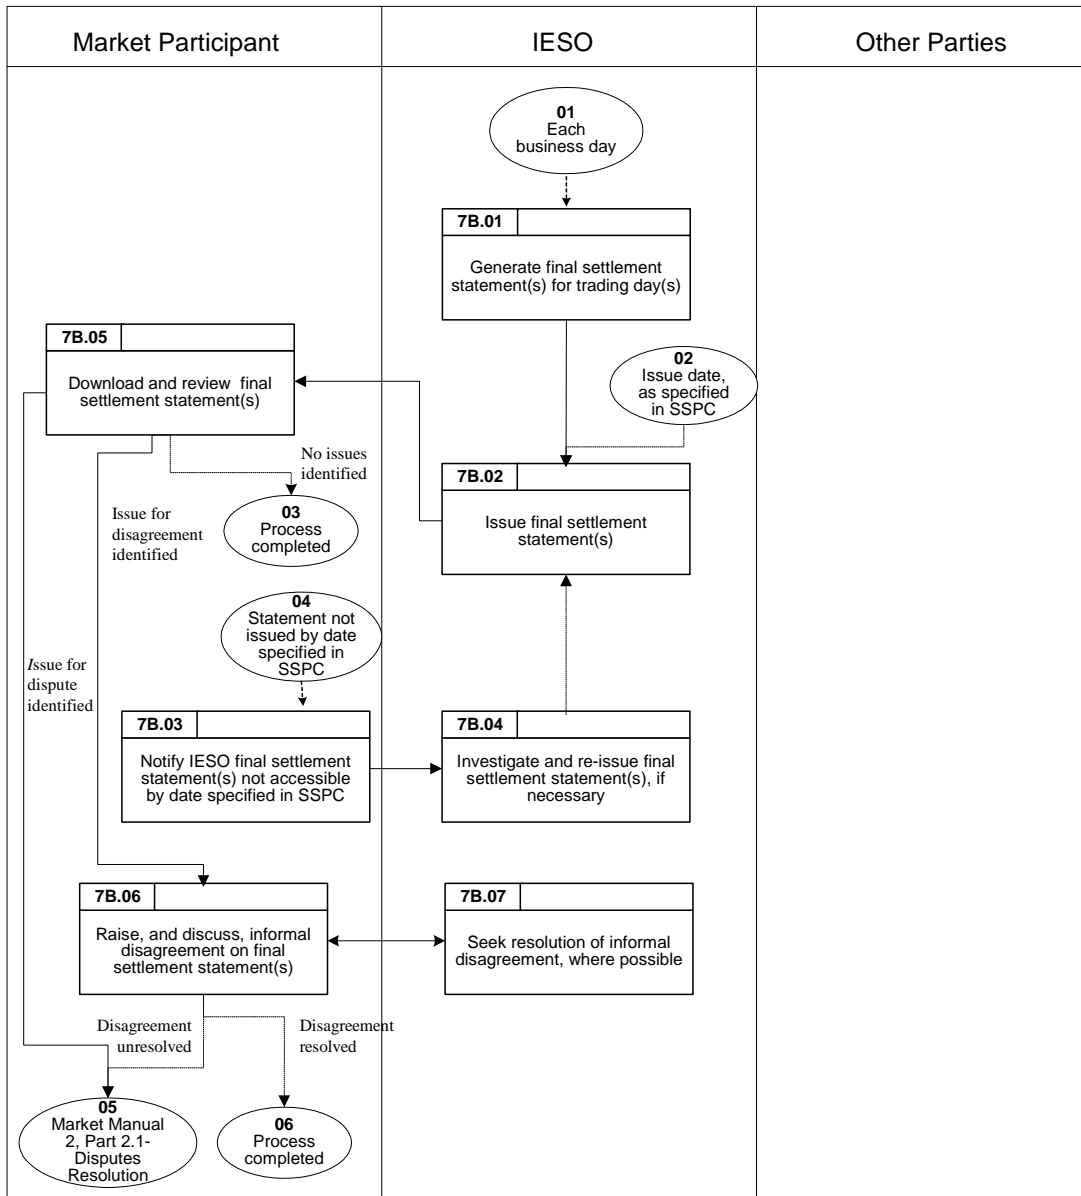 Market Participant
IESO
Other Parties
01
Each
business day
7B.01
Generate final settlement
statement(s) for trading day(s)
7B.05
Download and review final
settlement statement(s)
02
Issue date,
as specified
in SSPC
No issues
identified
7B.02
Issue final settlement
statement(s)
03
Process
completed
Issue for
disagreement
identified
04
Statement not
issued by date
specified in
SSPC
Issue for
dispute
identified
7B.03
Notify IESO final settlement
statement(s) not accessible
by date specified in SSPC
7B.04
Investigate and re-issue final
settlement statement(s), if
necessary
7B.06
Raise, and discuss, informal
disagreement on final
settlement statement(s)
7B.07
Seek resolution of informal
disagreement, where possible
Disagreement
unresolved
Disagreement
resolved
05
Market Manual
2, Part 2.1-
Disputes
Resolution
06
Process
completed